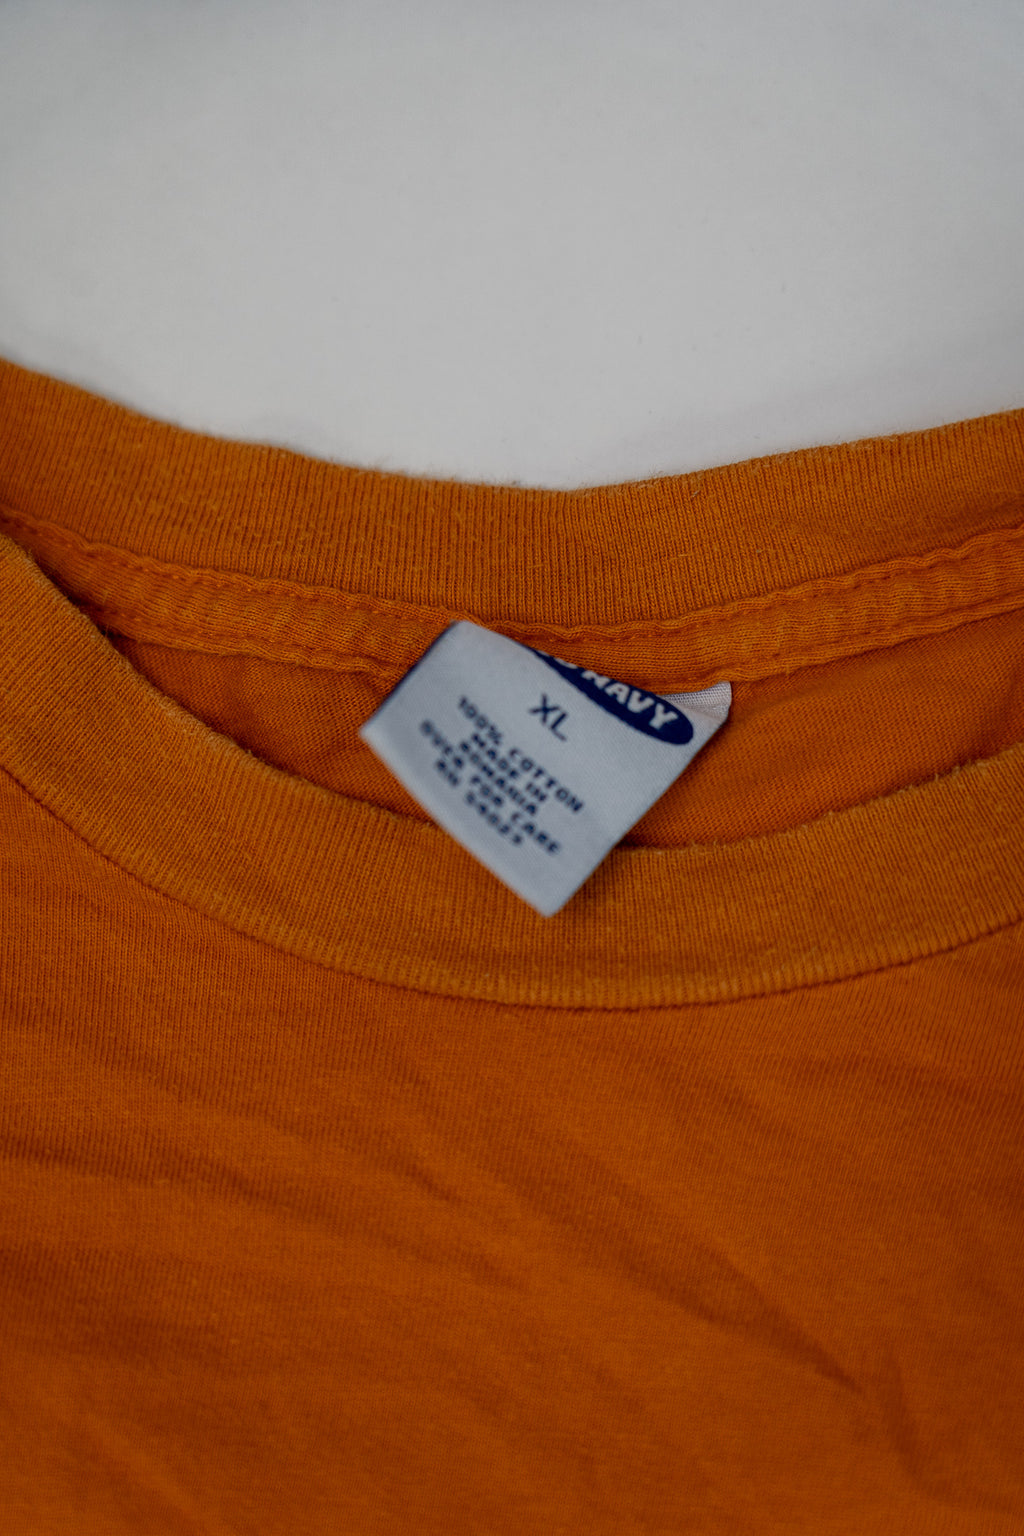 NAVY
XL
100% COTTON
MADE IN
ROMANIA
OVER FOR CARE
RN 54023